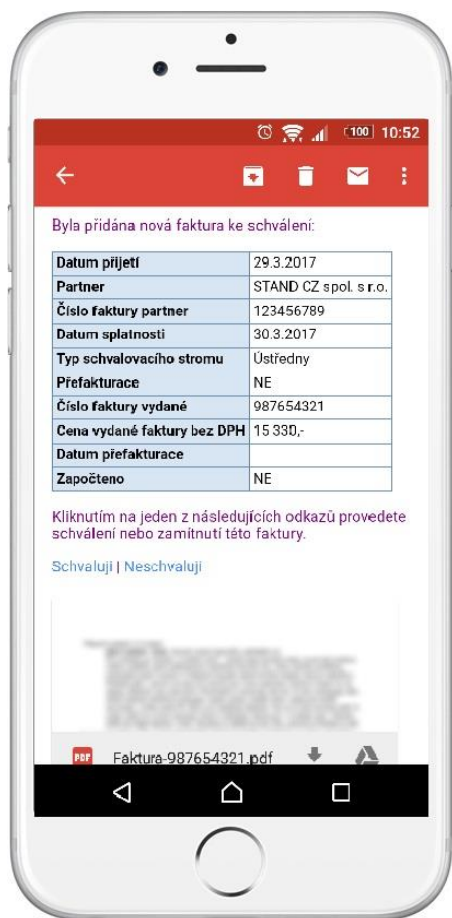 100 10:52
Byla přidána nová faktura ke schválení:
Datum přijetí 29.3.2017
Partner STAND CZ spol. s r.o.
Číslo faktury partner 123456789
Datum splatnosti 30.3.2017
Typ schvalovacího stromu Ústředny
Přefakturace NE
Číslo faktury vydané 987654321
Cena vydané faktury bez DPH 15 330,-
Datum přefakturace
Započteno NE
Kliknutím na jeden z následujících odkazů provedete
schválení nebo zamítnutí této faktury.
Schvaluji | Neschvaluji
PDF Faktura-987654321.pdf